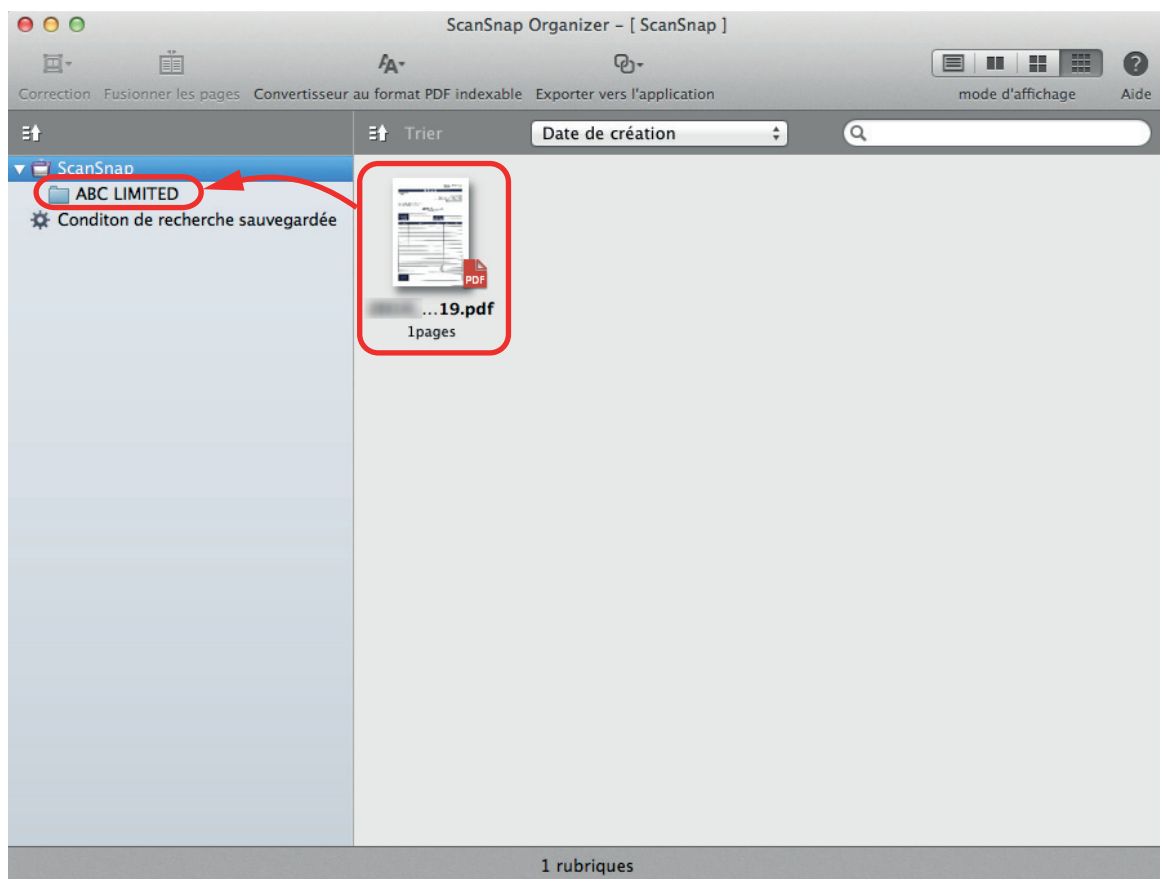 ScanSnap Organizer – [ ScanSnap ]
Correction Fusionner les pages Convertisseur au format PDF indexable Exporter vers l'application mode d'affichage Aide
Trier Date de création
ScanSnap
ABC LIMITED
Conditon de recherche sauvegardée
PDF
...19.pdf
1pages
1 rubriques